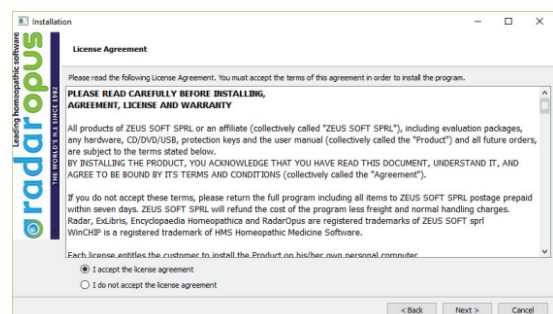 Installation
Leading homeopathic software
radaropus
THE WORLD'S N.1 SINCE 1982
License Agreement
Please read the following License Agreement. You must accept the terms of this agreement in order to install the program.
PLEASE READ CAREFULLY BEFORE INSTALLING,
AGREEMENT, LICENSE AND WARRANTY
All products of ZEUS SOFT SPRL or an affiliate (collectively called "ZEUS SOFT SPRL"), including evaluation packages,
any hardware, CD/DVD/USB, protection keys and the user manual (collectively called the "Product") and all future orders,
are subject to the terms stated below.
BY INSTALLING THE PRODUCT, YOU ACKNOWLEDGE THAT YOU HAVE READ THIS DOCUMENT, UNDERSTAND IT, AND
AGREE TO BE BOUND BY ITS TERMS AND CONDITIONS (collectively called the "Agreement").
If you do not accept these terms, please return the full program including all items to ZEUS SOFT SPRL postage prepaid
within seven days. ZEUS SOFT SPRL will refund the cost of the program less freight and normal handling charges.
Radar, ExLibris, Encyclopaedia Homeopathica and RadarOpus are registered trademarks of ZEUS SOFT sprl
WinCHIP is a registered trademark of HMS Homeopathic Medicine Software.
Each license entitles the customer to install the Product on his/her own personal computer
I accept the license agreement
I do not accept the license agreement
< Back
Next >
Cancel